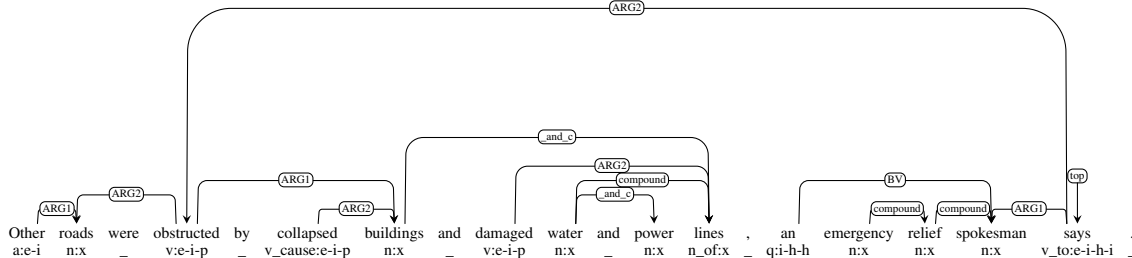 ARG2
_and_c
ARG2
ARG1 compound BV
ARG2 _and_c top
ARG1 ARG2 compound compound ARG1
Other roads were obstructed by collapsed buildings and damaged water and power lines , an emergency relief spokesman says .
a:e-i n:x _ v:e-i-p _ v_cause:e-i-p n:x _ v:e-i-p n:x _ n:x n_of:x _ q:i-h-h n:x n:x n:x v_to:e-i-h-i _